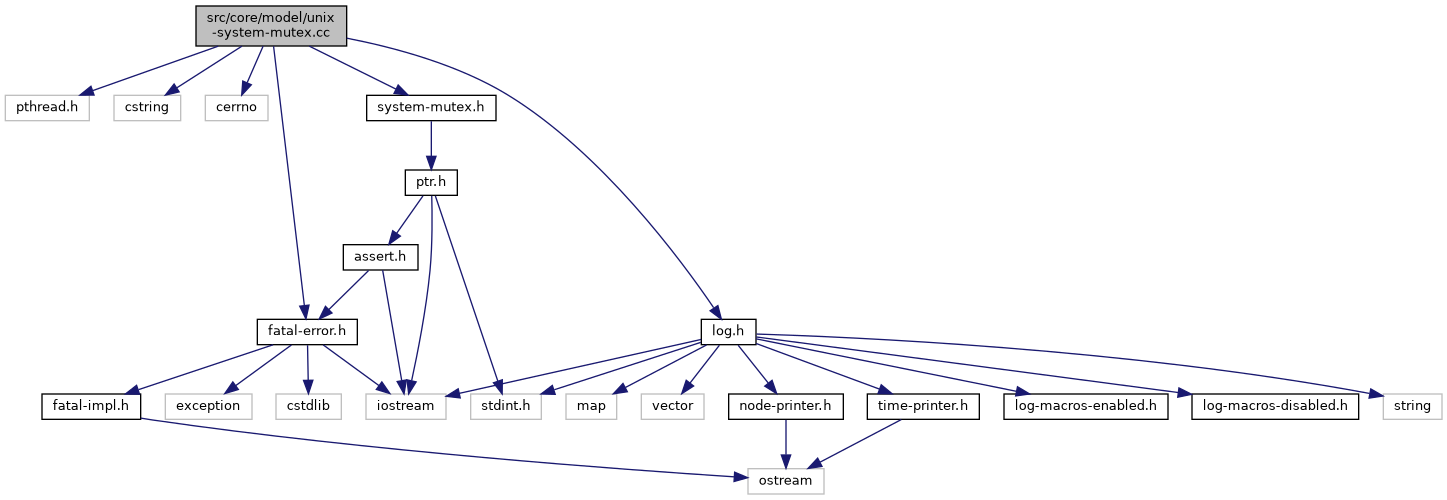 src/core/model/unix
-system-mutex.cc
pthread.h
cstring
cerrno
system-mutex.h
ptr.h
assert.h
fatal-error.h
log.h
fatal-impl.h
exception
cstdlib
iostream
stdint.h
map
vector
node-printer.h
time-printer.h
log-macros-enabled.h
log-macros-disabled.h
string
ostream